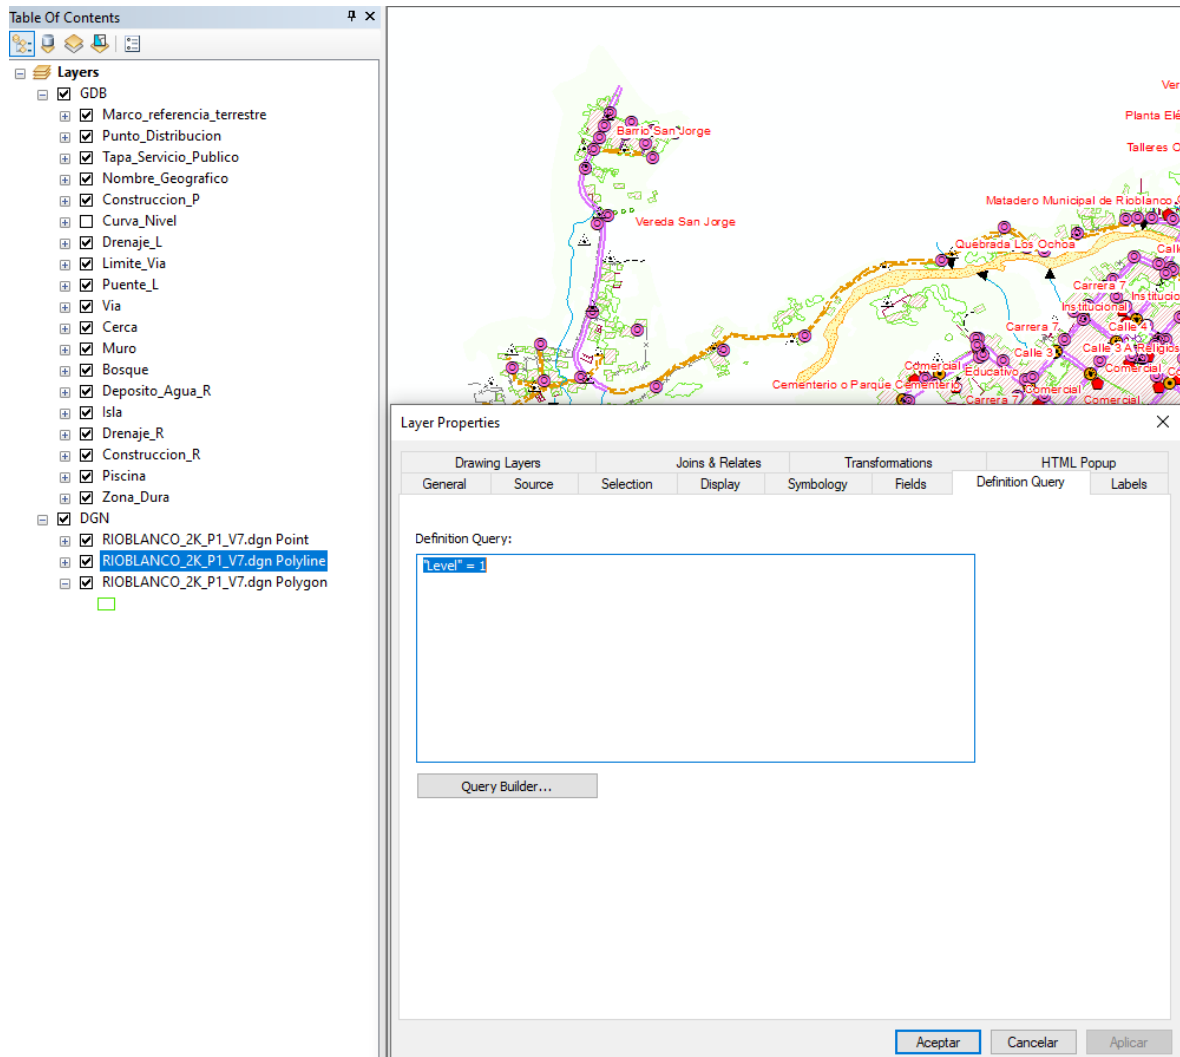 Table Of Contents
Layers
GDB
Marco_referencia_terrestre
Punto_Distribucion
Tapa_Servicio_Publico
Nombre_Geografico
Construccion_P
Curva_Nivel
Drenaje_L
Limite_Via
Puente_L
Via
Cerca
Muro
Bosque
Deposito_Agua_R
Isla
Drenaje_R
Construccion_R
Piscina
Zona_Dura
DGN
RIOBLANCO_2K_P1_V7.dgn Point
RIOBLANCO_2K_P1_V7.dgn Polyline
RIOBLANCO_2K_P1_V7.dgn Polygon
Barrio San Jorge
Vereda San Jorge
Matadero Municipal de Rioblanco
Quebrada Los Ochoa
Carrera 7
Institucional
Carrera 7
Calle 4
Calle 3
Calle 3 A
Comercial
Educativo
Comercial
Comercial
Comercial
Cementerio o Parque Cementerio
Carrera 7
Layer Properties
Drawing Layers
Joins & Relates
Transformations
HTML Popup
General
Source
Selection
Display
Symbology
Fields
Definition Query
Labels
Definition Query:
"Level" = 1
Query Builder...
Aceptar
Cancelar
Aplicar